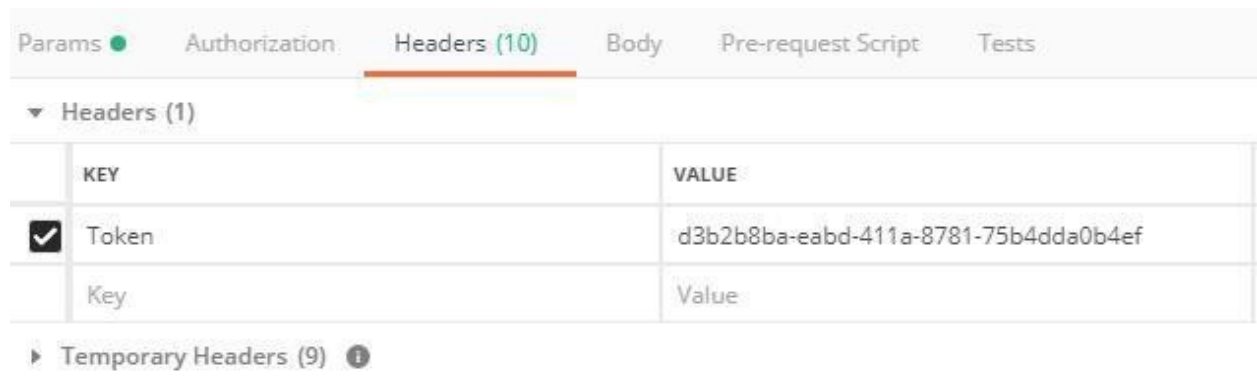 Params Authorization Headers (10) Body Pre-request Script Tests
Headers (1)
KEY VALUE
Token d3b2b8ba-eabd-411a-8781-75b4dda0b4ef
Key Value
Temporary Headers (9)